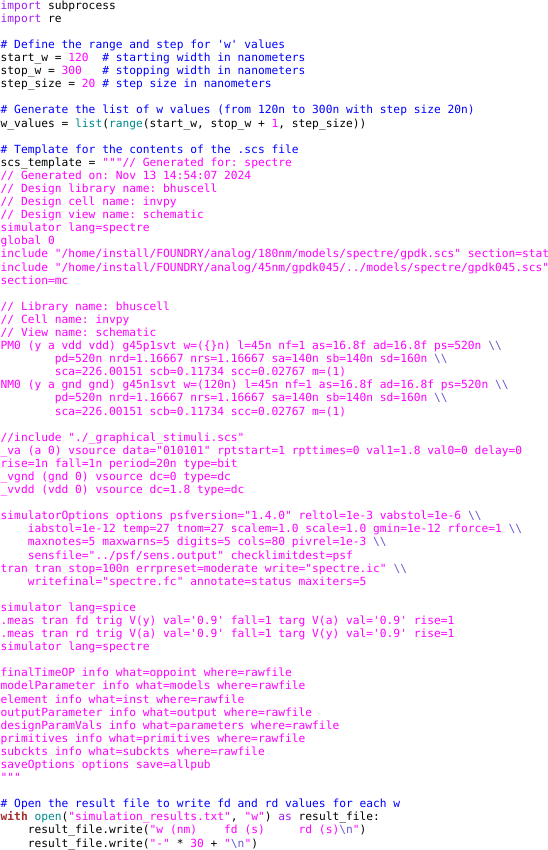 import subprocess
import re

# Define the range and step for 'w' values
start_w = 120  # starting width in nanometers
stop_w = 300   # stopping width in nanometers
step_size = 20 # step size in nanometers

# Generate the list of w values (from 120n to 300n with step size 20n)
w_values = list(range(start_w, stop_w + 1, step_size))

# Template for the contents of the .scs file
scs_template = """// Generated for: spectre
// Generated on: Nov 13 14:54:07 2024
// Design library name: bhuscell
// Design cell name: invpy
// Design view name: schematic
simulator lang=spectre
global 0
include "/home/install/FOUNDRY/analog/180nm/models/spectre/gpdk.scs" section=stat
include "/home/install/FOUNDRY/analog/45nm/gpdk045/../models/spectre/gpdk045.scs"
section=mc

// Library name: bhuscell
// Cell name: invpy
// View name: schematic
PM0 (y a vdd vdd) g45p1svt w=({}n) l=45n nf=1 as=16.8f ad=16.8f ps=520n \\
        pd=520n nrd=1.16667 nrs=1.16667 sa=140n sb=140n sd=160n \\
        sca=226.00151 scb=0.11734 scc=0.02767 m=(1)
NM0 (y a gnd gnd) g45n1svt w=(120n) l=45n nf=1 as=16.8f ad=16.8f ps=520n \\
        pd=520n nrd=1.16667 nrs=1.16667 sa=140n sb=140n sd=160n \\
        sca=226.00151 scb=0.11734 scc=0.02767 m=(1)

//include "./_graphical_stimuli.scs"
_va (a 0) vsource data="010101" rptstart=1 rpttimes=0 val1=1.8 val0=0 delay=0
rise=1n fall=1n period=20n type=bit
_vgnd (gnd 0) vsource dc=0 type=dc
_vvdd (vdd 0) vsource dc=1.8 type=dc

simulatorOptions options psfversion="1.4.0" reltol=1e-3 vabstol=1e-6 \\
    iabstol=1e-12 temp=27 tnom=27 scalem=1.0 scale=1.0 gmin=1e-12 rforce=1 \\
    maxnotes=5 maxwarns=5 digits=5 cols=80 pivrel=1e-3 \\
    sensfile="../psf/sens.output" checklimitdest=psf
tran tran stop=100n errpreset=moderate write="spectre.ic" \\
    writefinal="spectre.fc" annotate=status maxiters=5

simulator lang=spice
.meas tran fd trig V(y) val='0.9' fall=1 targ V(a) val='0.9' rise=1
.meas tran rd trig V(a) val='0.9' fall=1 targ V(y) val='0.9' rise=1
simulator lang=spectre

finalTimeOP info what=oppoint where=rawfile
modelParameter info what=models where=rawfile
element info what=inst where=rawfile
outputParameter info what=output where=rawfile
designParamVals info what=parameters where=rawfile
primitives info what=primitives where=rawfile
subckts info what=subckts where=rawfile
saveOptions options save=allpub
"""

# Open the result file to write fd and rd values for each w
with open("simulation_results.txt", "w") as result_file:
    result_file.write("w (nm)    fd (s)     rd (s)\n")
    result_file.write("-" * 30 + "\n")